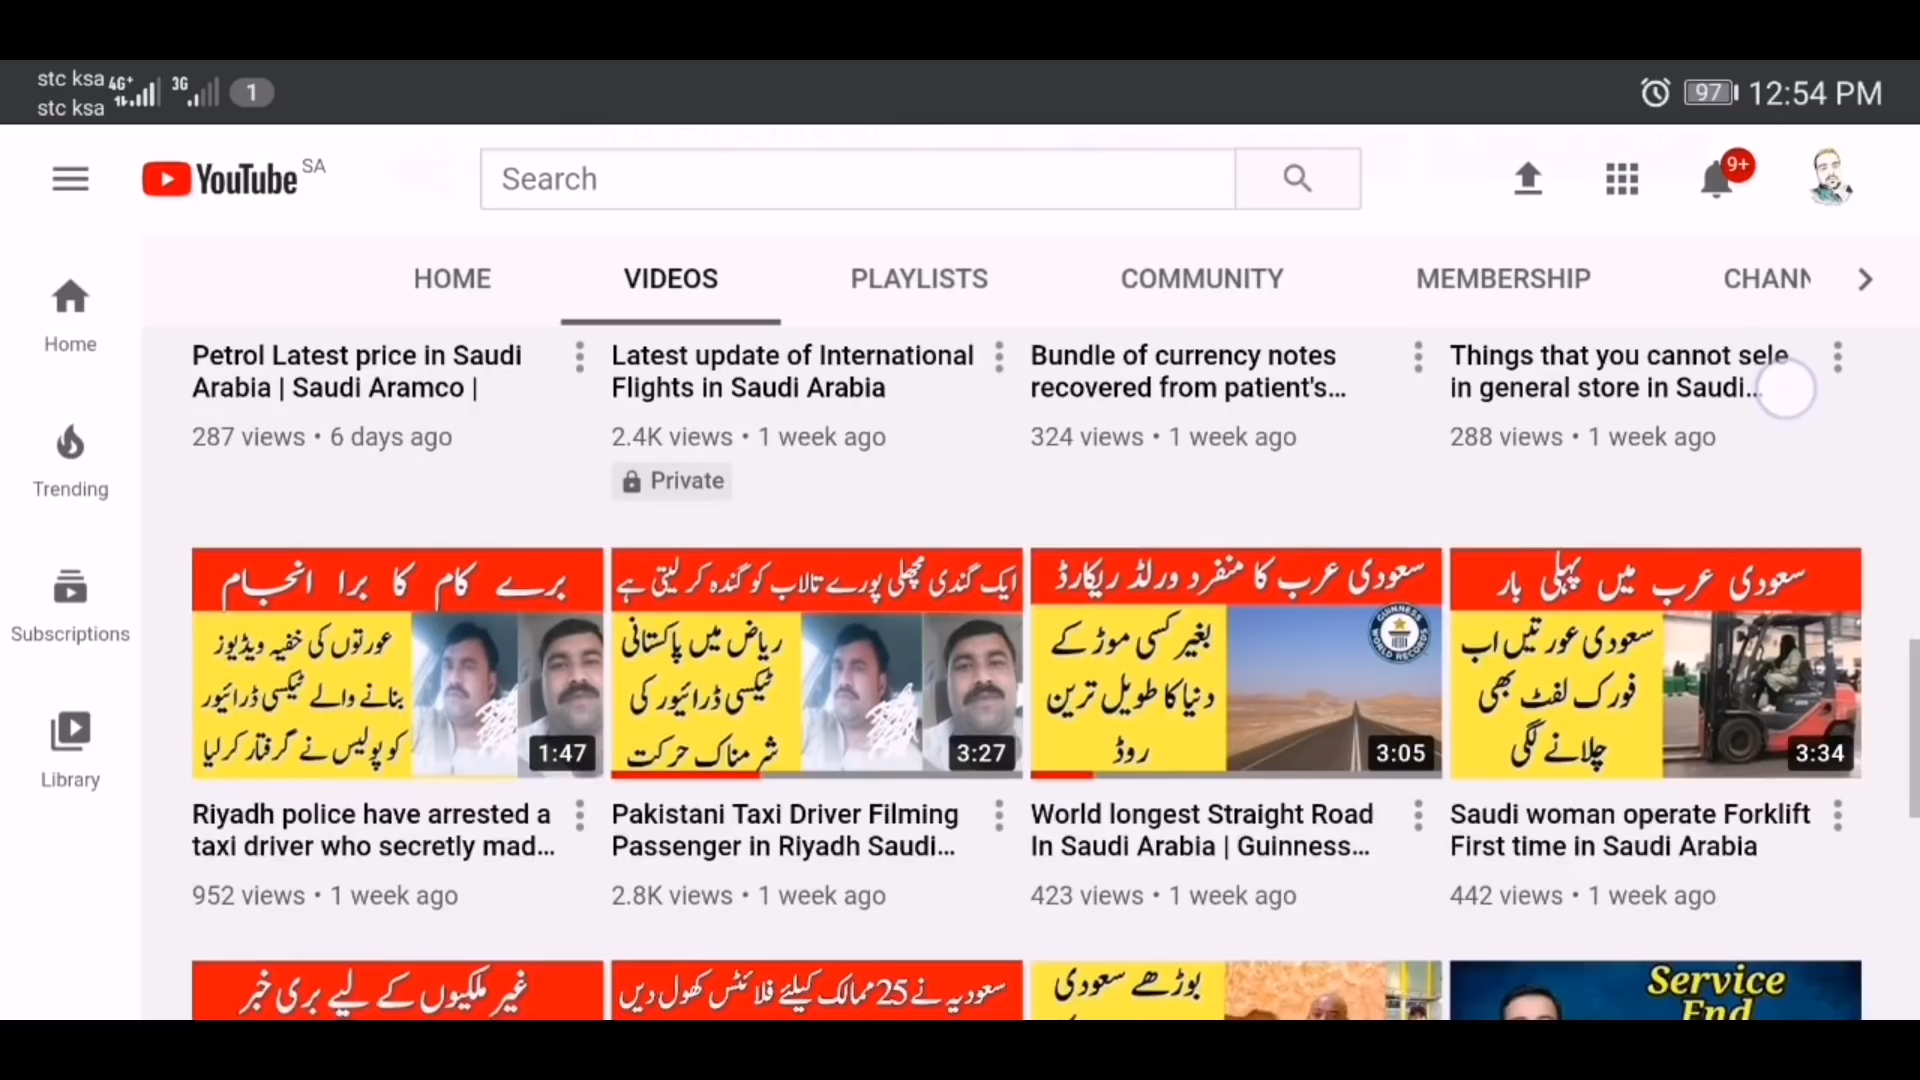 stc ksa 4G+ 3G 1 97 12:54 PM
stc ksa
YouTube SA
Search
9+
HOME VIDEOS PLAYLISTS COMMUNITY MEMBERSHIP CHANN
Home
Trending
Subscriptions
Library
Petrol Latest price in Saudi
Arabia | Saudi Aramco |
287 views • 6 days ago
Latest update of International
Flights in Saudi Arabia
2.4K views • 1 week ago
Private
Bundle of currency notes
recovered from patient's...
324 views • 1 week ago
Things that you cannot sele
in general store in Saudi...
288 views • 1 week ago
برے کام کا برا انجام
عورتوں کی خفیہ ویڈیوز
بنانے والے ٹیکسی ڈرائیور
کو پولیس نے گرفتار کر لیا
1:47
Riyadh police have arrested a
taxi driver who secretly mad...
952 views • 1 week ago
ایک گندی مچھلی پورے تالاب کو گندہ کر لیتی ہے
ریاض میں پاکستانی
ٹیکسی ڈرائیور کی
شرمناک حرکت
3:27
Pakistani Taxi Driver Filming
Passenger in Riyadh Saudi...
2.8K views • 1 week ago
سعودی عرب کا منفرد ورلڈ ریکارڈ
بغیر کسی موڑ کے
دنیا کا طویل ترین
روڈ
GUINNESS
WORLD RECORDS
3:05
World longest Straight Road
In Saudi Arabia | Guinness...
423 views • 1 week ago
سعودی عرب میں پہلی بار
سعودی عورتیں اب
فورک لفٹ بھی
چلانے لگی
3:34
Saudi woman operate Forklift
First time in Saudi Arabia
442 views • 1 week ago
غیر ملکیوں کے لیے بری خبر
سعودیہ نے 25 ممالک کیلئے فلائٹس کھول دیں
بوڑھے سعودی
Service
End